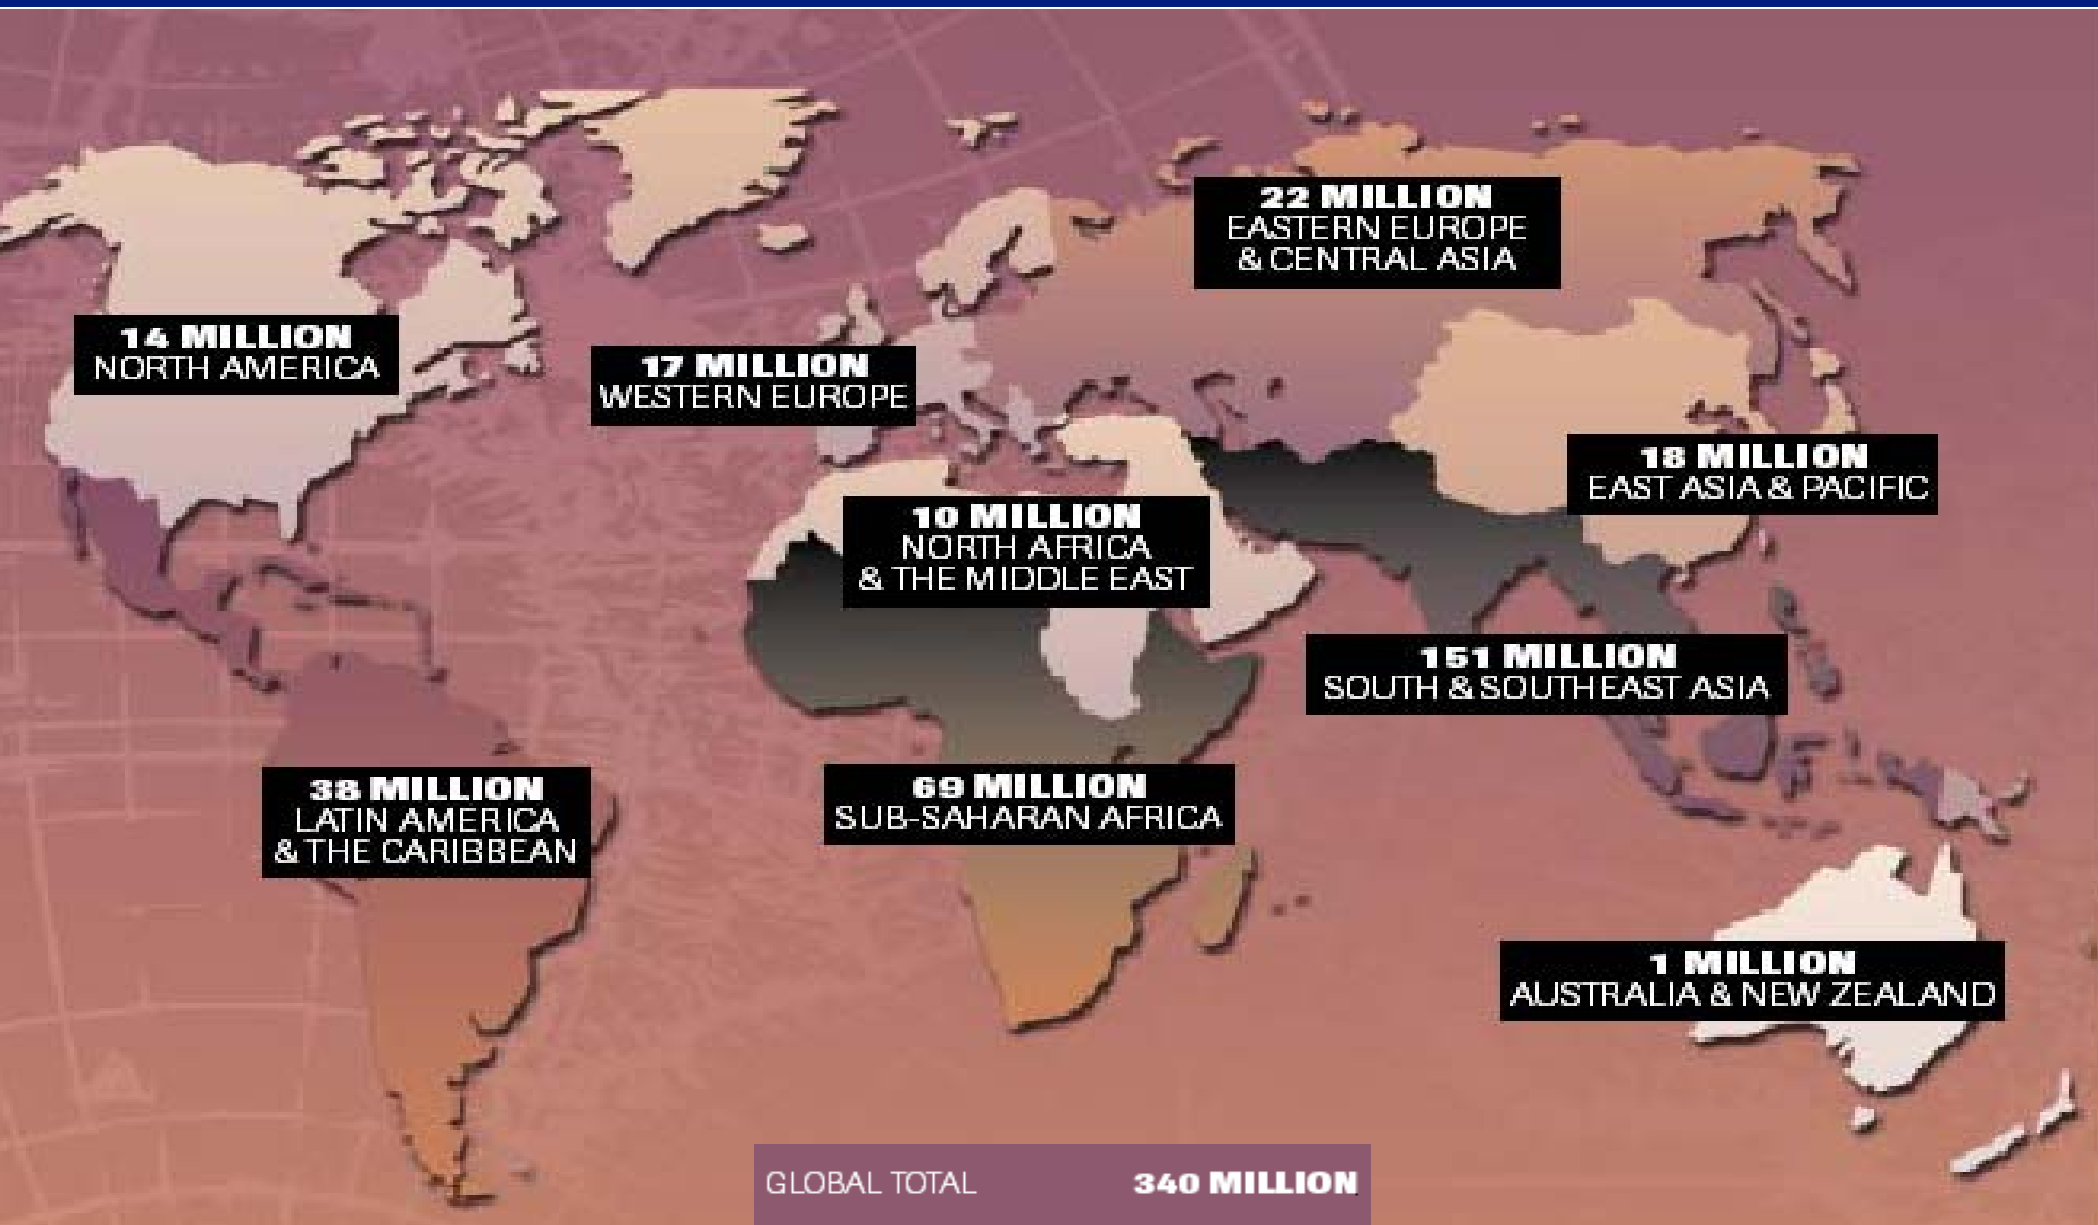 22 MILLION
EASTERN EUROPE
& CENTRAL ASIA
14 MILLION
NORTH AMERICA
17 MILLION
WESTERN EUROPE
18 MILLION
EAST ASIA & PACIFIC
10 MILLION
NORTH AFRICA
& THE MIDDLE EAST
151 MILLION
SOUTH & SOUTHEAST ASIA
38 MILLION
LATIN AMERICA
& THE CARIBBEAN
69 MILLION
SUB-SAHARAN AFRICA
1 MILLION
AUSTRALIA & NEW ZEALAND
GLOBAL TOTAL 340 MILLION